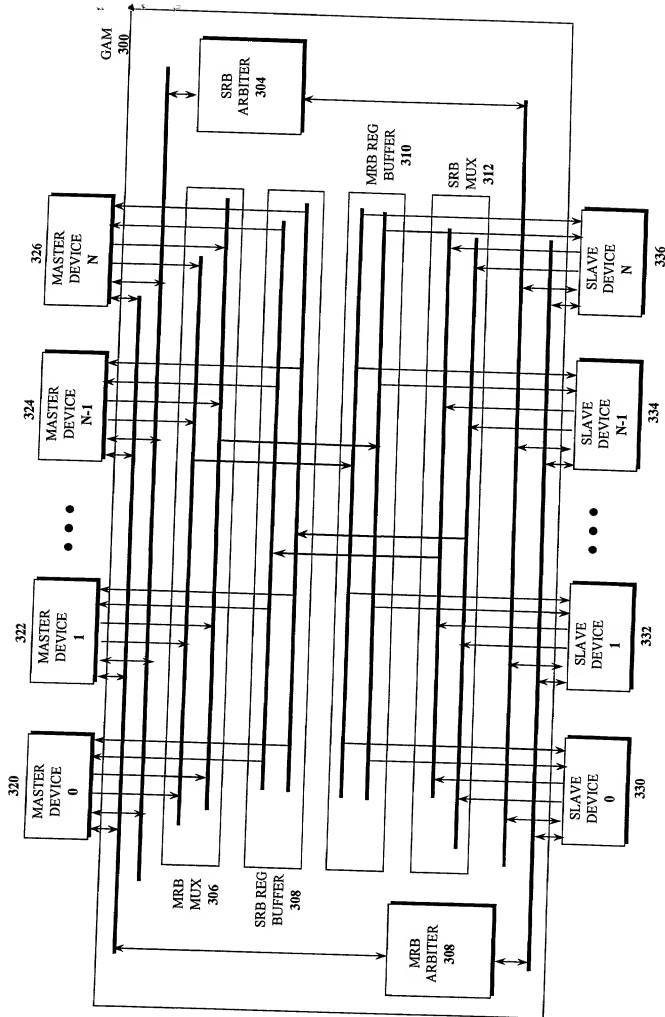 GAM
300
326
MASTER
DEVICE
N
324
MASTER
DEVICE
N-1
322
MASTER
DEVICE
1
320
MASTER
DEVICE
0
SRB
ARBITER
304
MRB REG
BUFFER
310
SRB
MUX
312
MRB
MUX
306
SRB REG
BUFFER
308
MRB
ARBITER
308
SLAVE
DEVICE
N
336
SLAVE
DEVICE
N-1
334
SLAVE
DEVICE
1
332
SLAVE
DEVICE
0
330